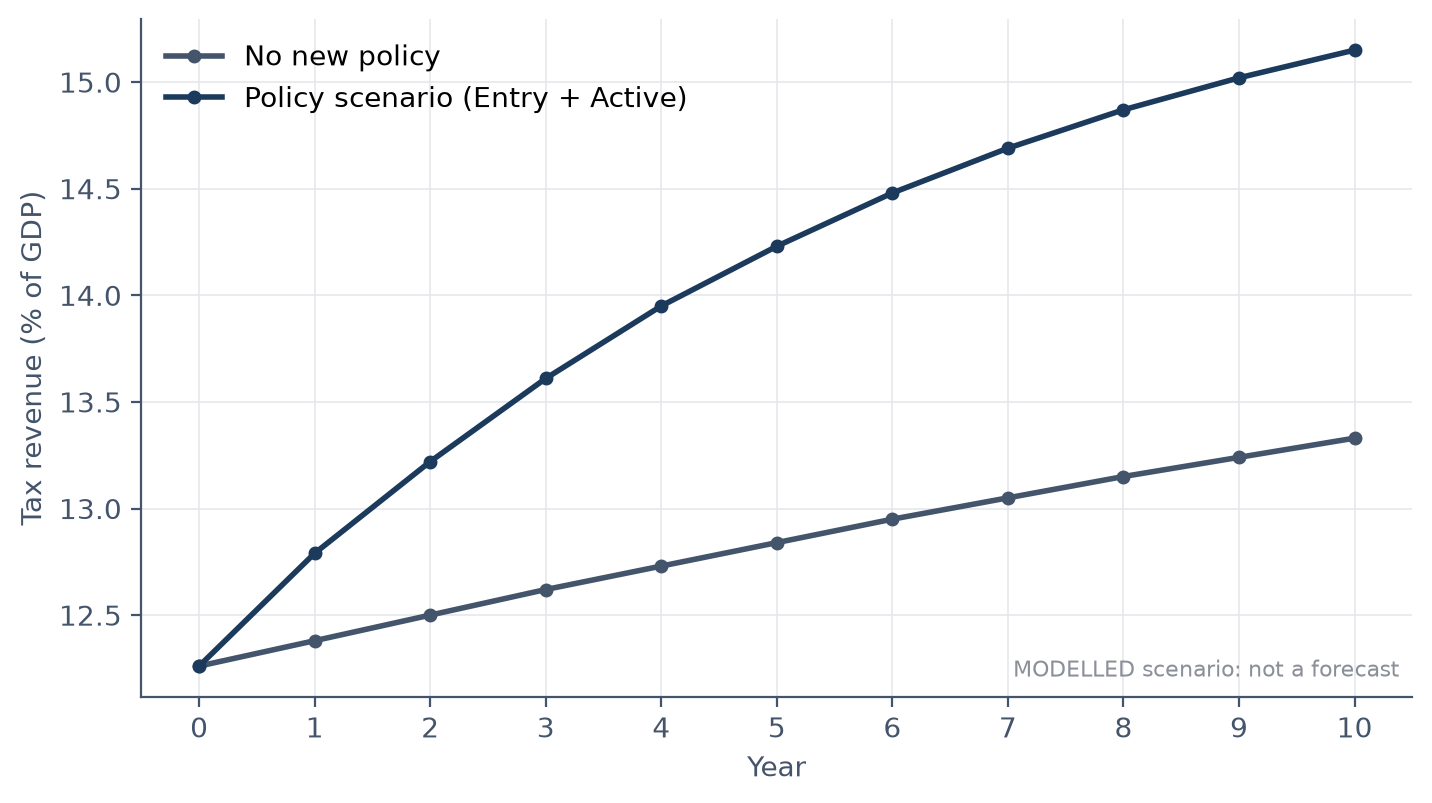 No new policy
Policy scenario (Entry + Active)
Tax revenue (% of GDP)
15.0
14.5
14.0
13.5
13.0
12.5
MODELLED scenario: not a forecast
0 1 2 3 4 5 6 7 8 9 10
Year